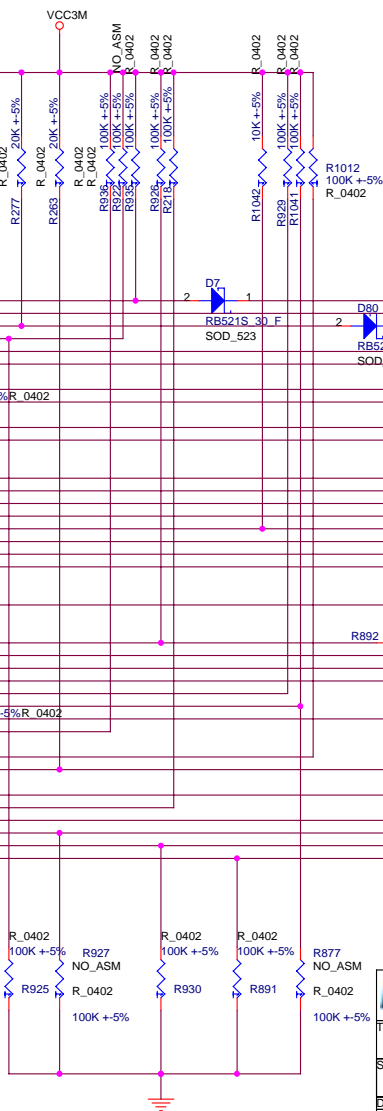 VCC3M
R_0402
R277
20K +-5%
R_0402
R263
20K +-5%
R_0402
R_0402
R936
100K +-5%
NO_ASM
R922
100K +-5%
R935
100K +-5%
R_0402
R926
100K +-5%
R_0402
R218
100K +-5%
R_0402
R1042
10K +-5%
R_0402
R929
100K +-5%
R_0402
R1041
100K +-5%
R1012
100K +-5%
R_0402
D7
2
1
RB521S_30_F
SOD_523
D80
2
%R_0402
R892
-5%R_0402
R_0402
100K +-5%
R925
R927
NO_ASM
R_0402
100K +-5%
R_0402
100K +-5%
R930
R_0402
100K +-5%
R891
R877
NO_ASM
R_0402
100K +-5%